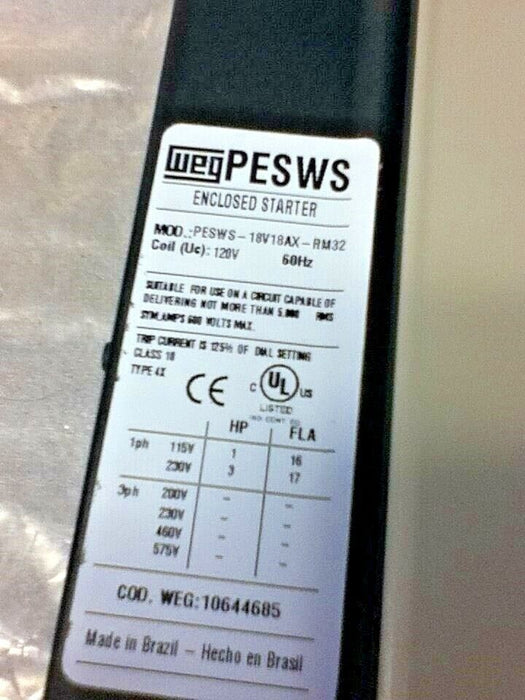 weg PESWS
ENCLOSED STARTER
MOD.:PESWS-18V18AX-RM32
Coil (Uc): 120V 60Hz
SUITABLE FOR USE ON A CIRCUIT CAPABLE OF
DELIVERING NOT MORE THAN 5,000 RMS
SYM.AMPS 600 VOLTS MAX.
TRIP CURRENT IS 125% OF DIAL SETTING
CLASS 10
TYPE 4X
CE C UL US
LISTED
IND.CONT.EQ.
HP FLA
1ph 115V 1 16
230V 3 17
3ph 200V - -
230V - -
460V - -
575V - -
COD. WEG:10644685
Made in Brazil - Hecho en Brasil